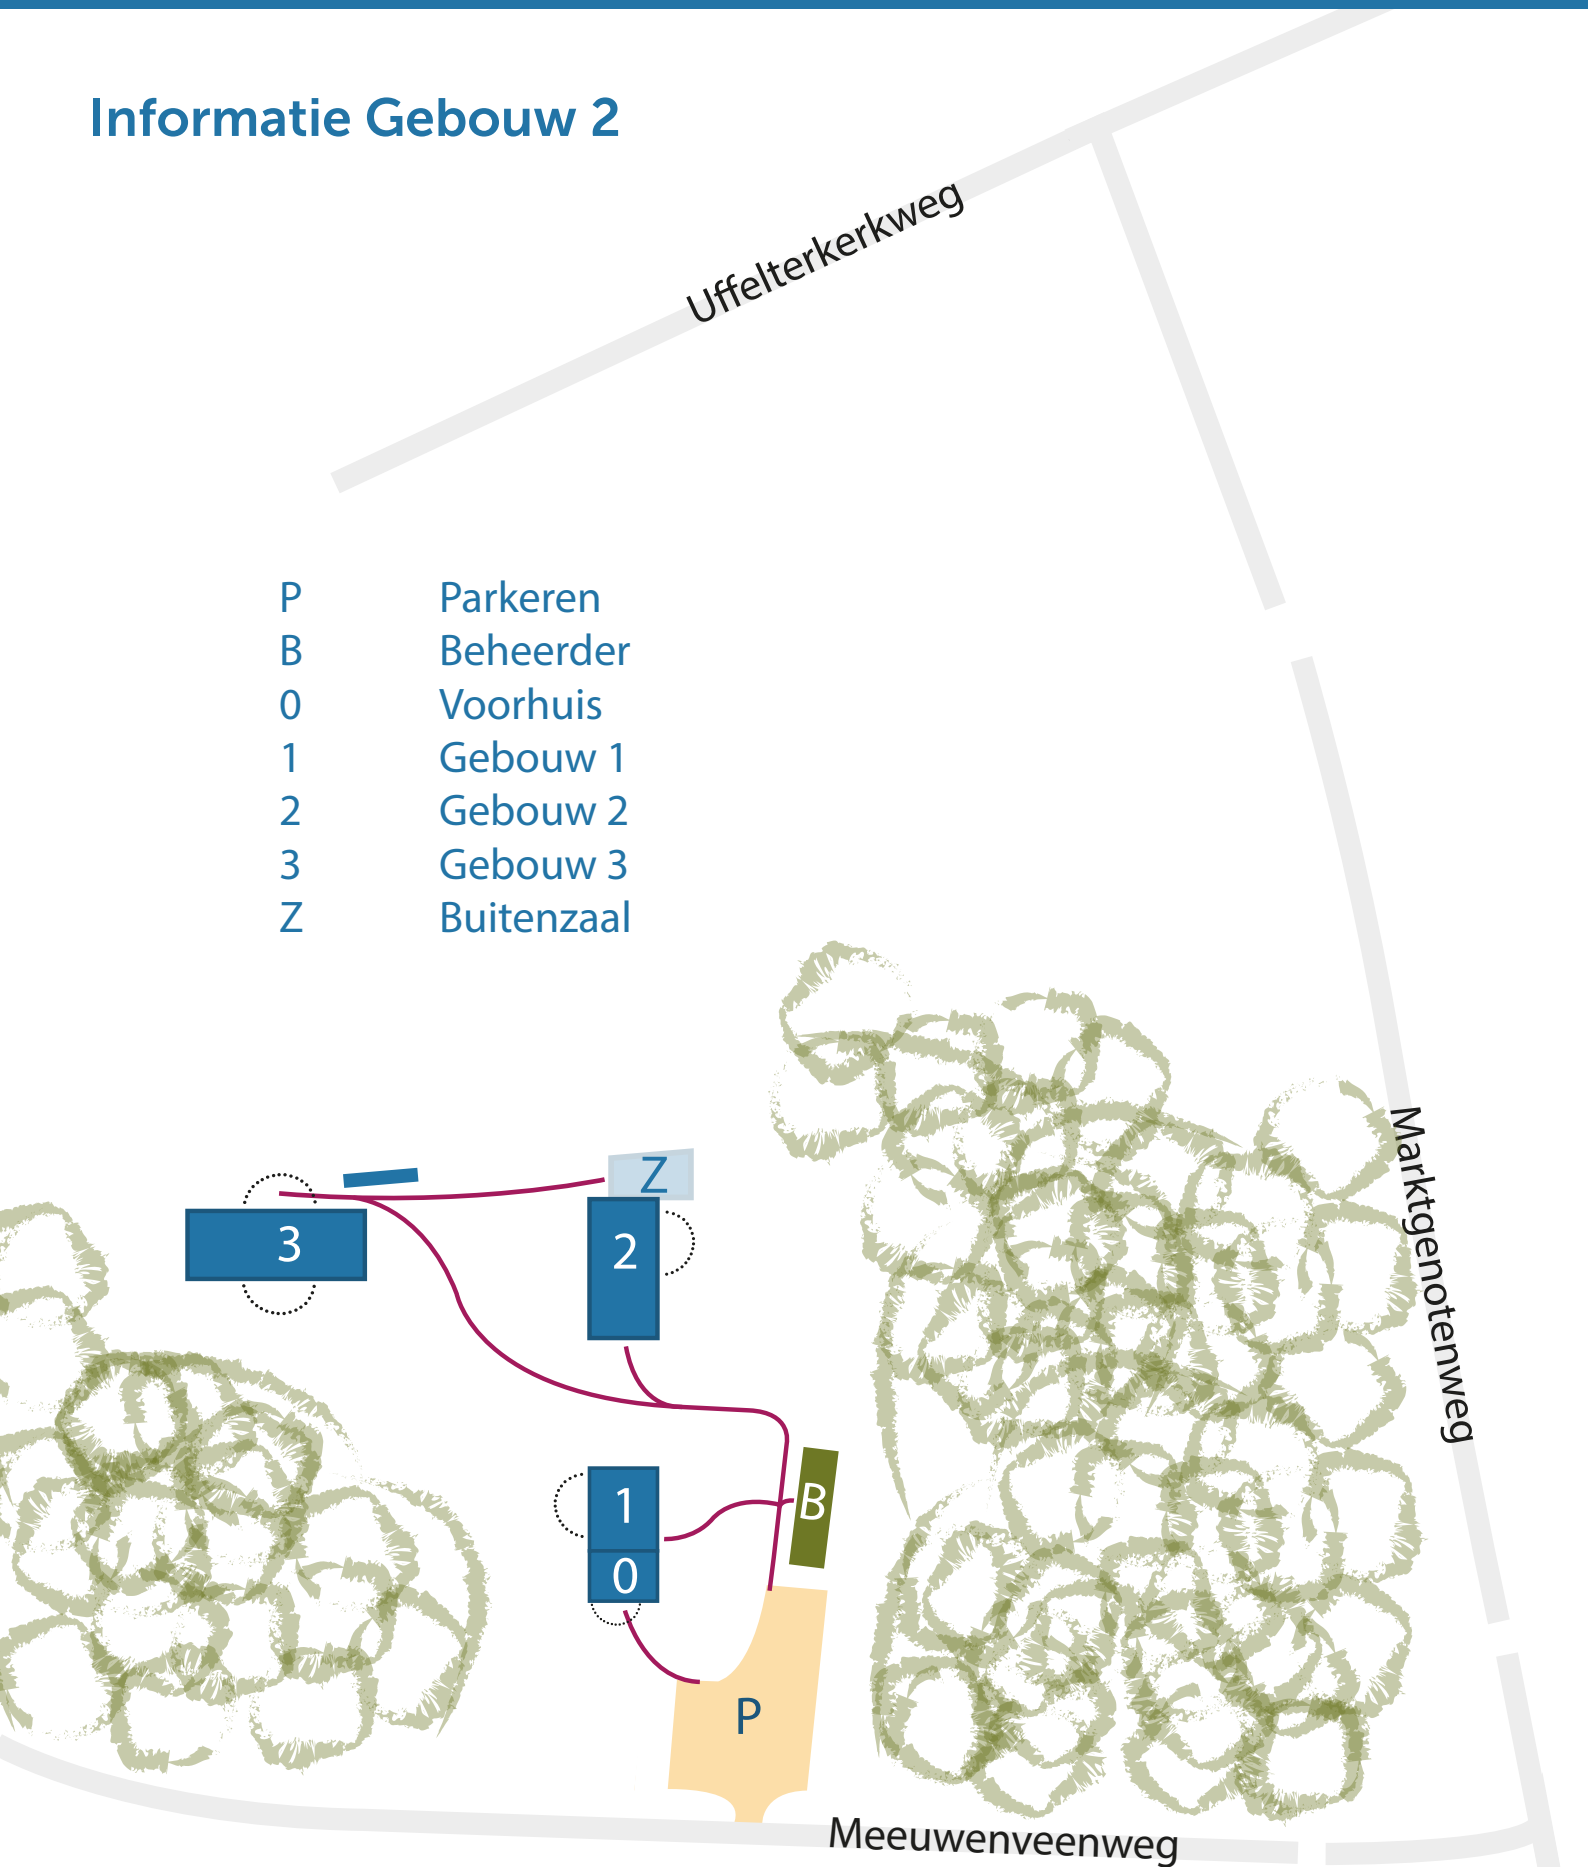 Informatie Gebouw 2
Uffelterkerkweg
P Parkeren
B Beheerder
0 Voorhuis
1 Gebouw 1
2 Gebouw 2
3 Gebouw 3
Z Buitenzaal
Z
3
2
Marktgenotenweg
1
B
0
P
Meeuwenveenweg